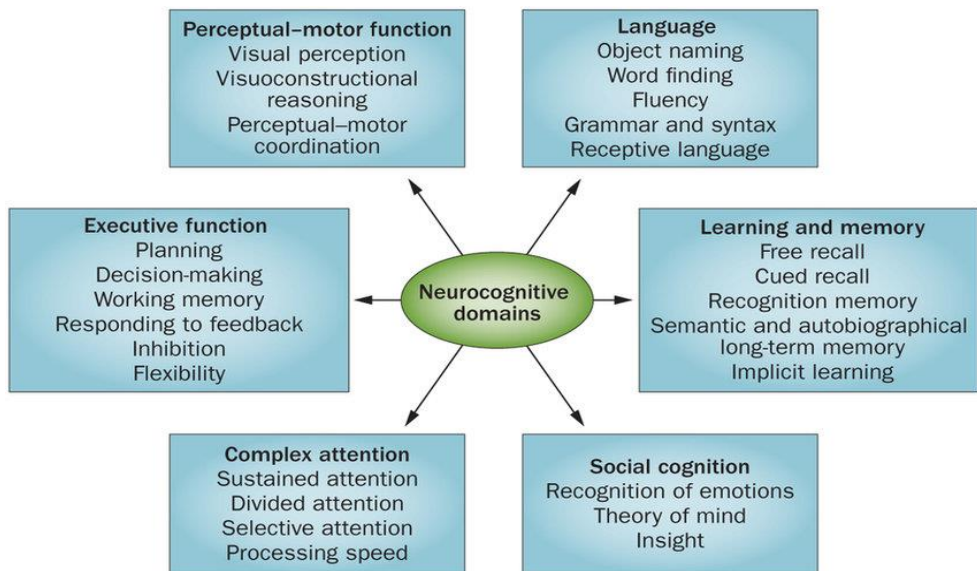 Perceptual–motor function
Visual perception
Visuoconstructional
reasoning
Perceptual–motor
coordination
Language
Object naming
Word finding
Fluency
Grammar and syntax
Receptive language
Executive function
Planning
Decision-making
Working memory
Responding to feedback
Inhibition
Flexibility
Neurocognitive
domains
Learning and memory
Free recall
Cued recall
Recognition memory
Semantic and autobiographical
long-term memory
Implicit learning
Complex attention
Sustained attention
Divided attention
Selective attention
Processing speed
Social cognition
Recognition of emotions
Theory of mind
Insight